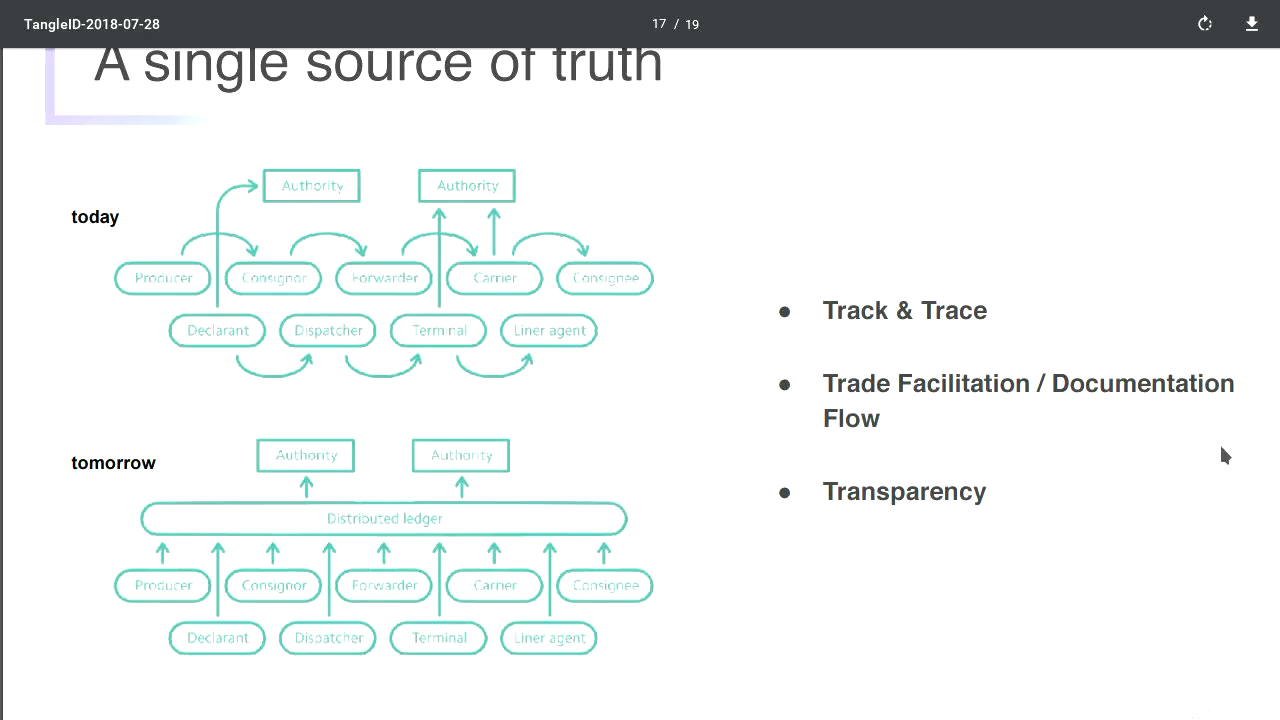 TangleID-2018-07-28
17 / 19
A single source of truth
today
Authority
Authority
Producer
Consignor
Forwarder
Carrier
Consignee
Declarant
Dispatcher
Terminal
Liner agent
tomorrow
Authority
Authority
Distributed ledger
Producer
Consignor
Forwarder
Carrier
Consignee
Declarant
Dispatcher
Terminal
Liner agent
● Track & Trace
● Trade Facilitation / Documentation
Flow
● Transparency